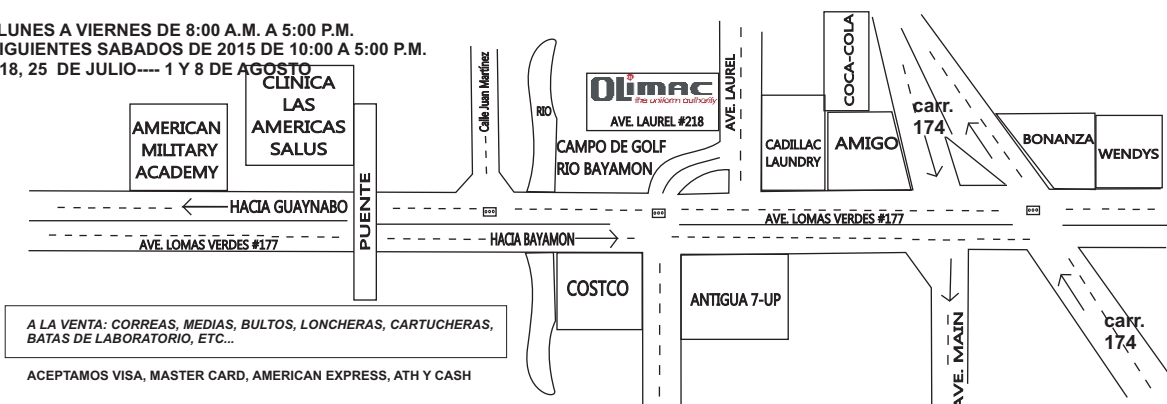 LUNES A VIERNES DE 8:00 A.M. A 5:00 P.M.
IGUIENTES SABADOS DE 2015 DE 10:00 A 5:00 P.M.
18, 25 DE JULIO---- 1 Y 8 DE AGOSTO
CLINICA
LAS
AMERICAS
SALUS
AMERICAN
MILITARY
ACADEMY
PUENTE
Calle Juan Martínez
RIO
OLimAC
the uniform authority
AVE. LAUREL #218
CAMPO DE GOLF
RIO BAYAMON
AVE. LAUREL
CADILLAC
LAUNDRY
COCA-COLA
AMIGO
carr.
174
BONANZA
WENDYS
HACIA GUAYNABO
AVE. LOMAS VERDES #177
AVE. LOMAS VERDES #177
HACIA BAYAMON
COSTCO
ANTIGUA 7-UP
AVE. MAIN
carr.
174
A LA VENTA: CORREAS, MEDIAS, BULTOS, LONCHERAS, CARTUCHERAS,
BATAS DE LABORATORIO, ETC...
ACEPTAMOS VISA, MASTER CARD, AMERICAN EXPRESS, ATH Y CASH